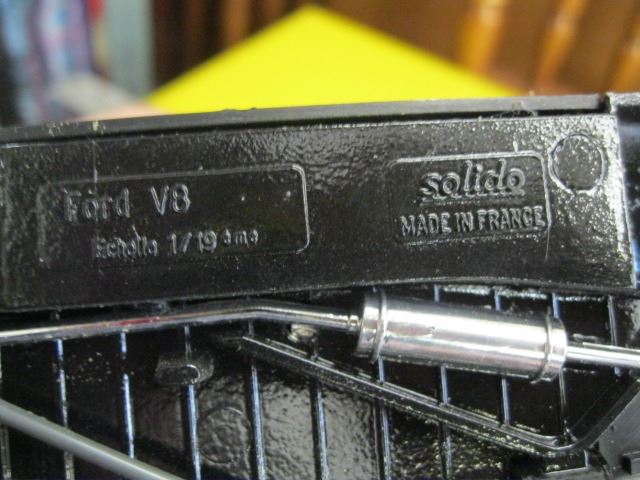 Ford V8
Echelle 1/19ème
solido
MADE IN FRANCE